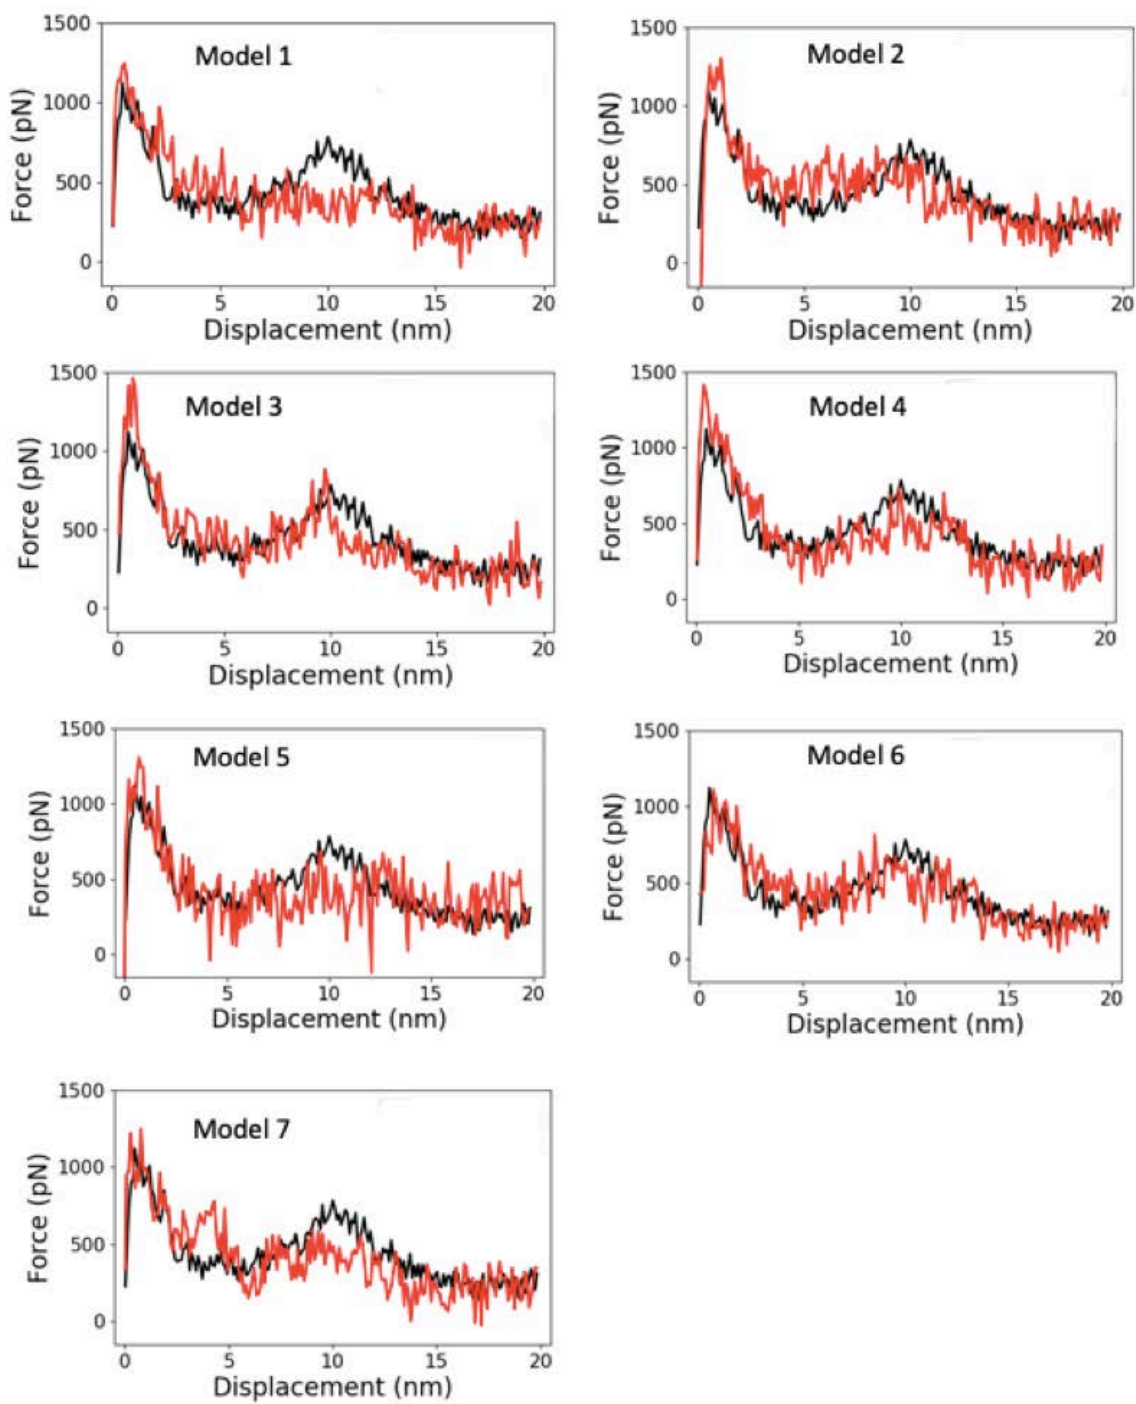 Model 1
Force (pN)
1500
1000
500
0
0 5 10 15 20
Displacement (nm)
Model 2
Force (pN)
1500
1000
500
0
0 5 10 15 20
Displacement (nm)
Model 3
Force (pN)
1500
1000
500
0
0 5 10 15 20
Displacement (nm)
Model 4
Force (pN)
1500
1000
500
0
0 5 10 15 20
Displacement (nm)
Model 5
Force (pN)
1500
1000
500
0
0 5 10 15 20
Displacement (nm)
Model 6
Force (pN)
1500
1000
500
0
0 5 10 15 20
Displacement (nm)
Model 7
Force (pN)
1500
1000
500
0
0 5 10 15 20
Displacement (nm)